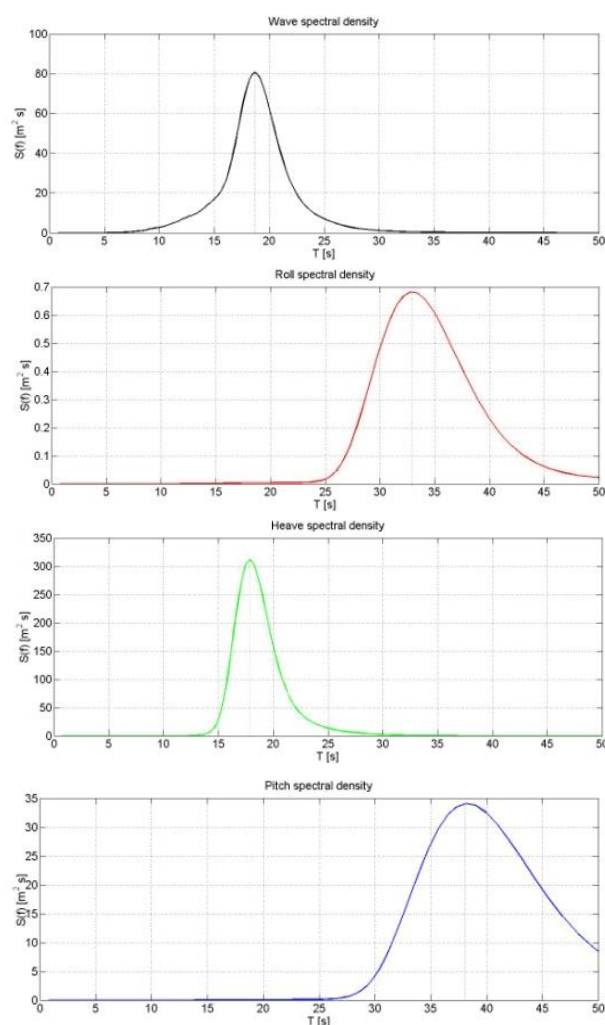 Wave spectral density
100
80
60
40
20
0
S(f) [m² s]
0 5 10 15 20 25 30 35 40 45 50
T [s]
Roll spectral density
0.7
0.6
0.5
0.4
0.3
0.2
0.1
0
S(f) [m² s]
0 5 10 15 20 25 30 35 40 45 50
T [s]
Heave spectral density
350
300
250
200
150
100
50
0
S(f) [m² s]
0 5 10 15 20 25 30 35 40 45 50
T [s]
Pitch spectral density
35
30
25
20
15
10
5
0
S(f) [m² s]
0 5 10 15 20 25 30 35 40 45 50
T [s]